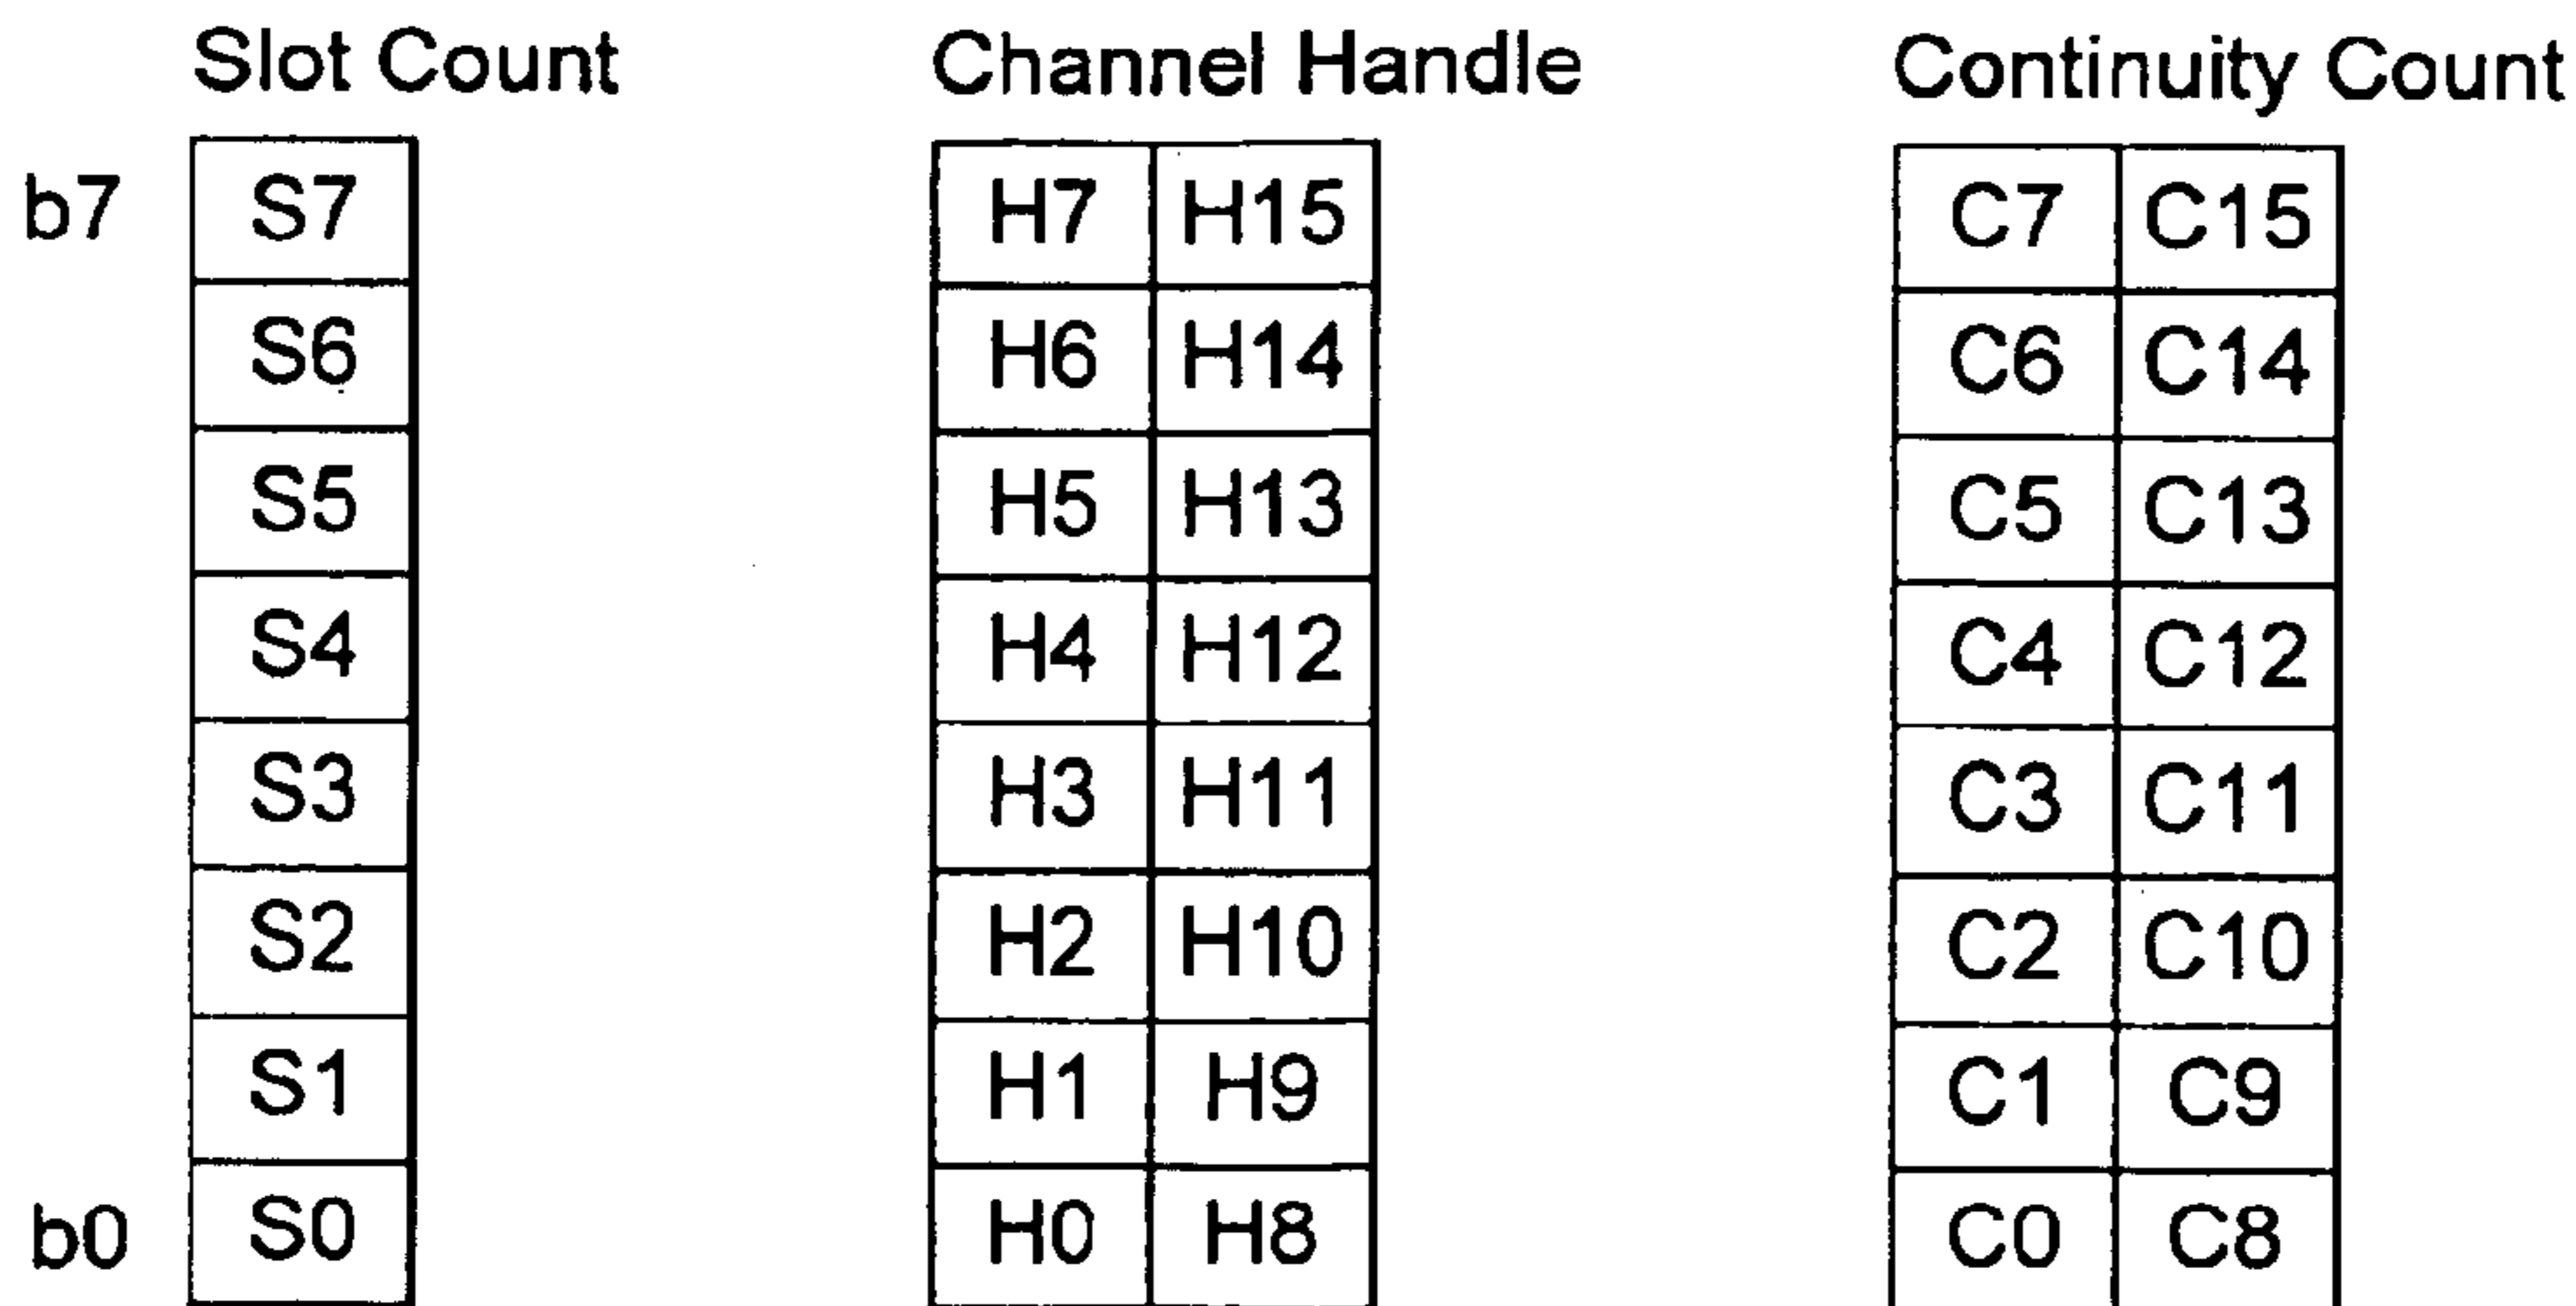 Slot Count Channel Handle Continuity Count
b7 S7 H7 H15 C7 C15
S6 H6 H14 C6 C14
S5 H5 H13 C5 C13
S4 H4 H12 C4 C12
S3 H3 H11 C3 C11
S2 H2 H10 C2 C10
S1 H1 H9 C1 C9
b0 S0 H0 H8 C0 C8